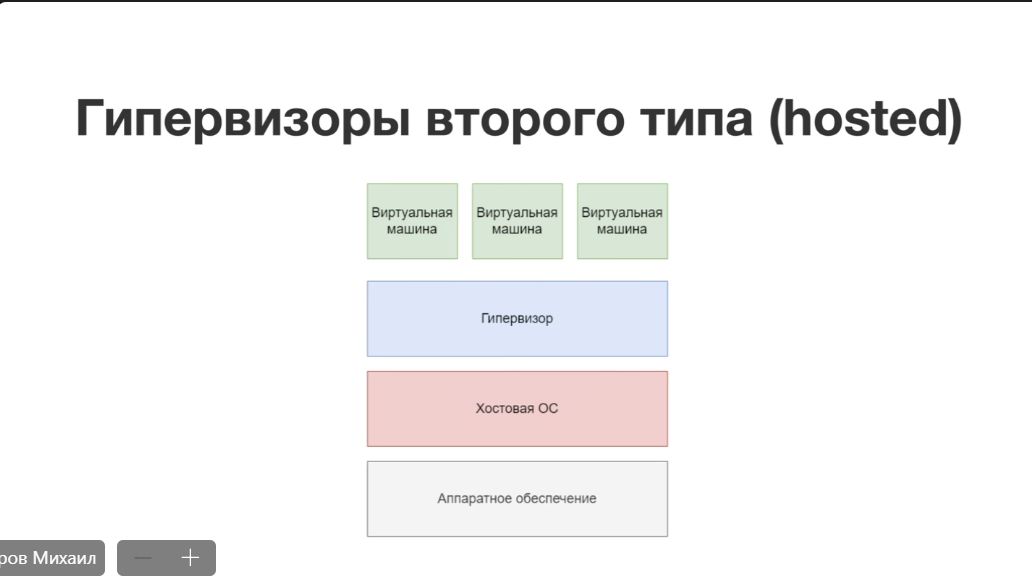 Гипервизоры второго типа (hosted)
Виртуальная
машина
Виртуальная
машина
Виртуальная
машина
Гипервизор
Хостовая ОС
Аппаратное обеспечение
ров Михаил